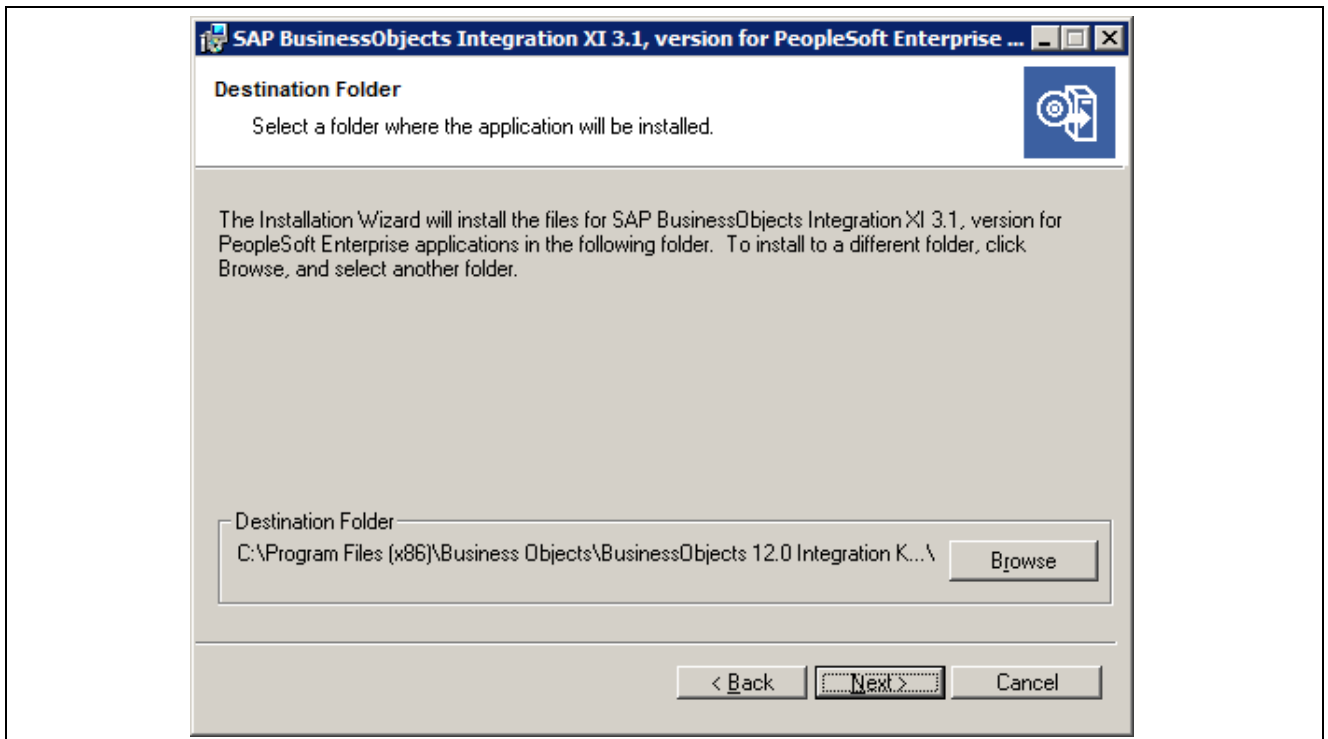 SAP BusinessObjects Integration XI 3.1, version for PeopleSoft Enterprise ...
Destination Folder
Select a folder where the application will be installed.
The Installation Wizard will install the files for SAP BusinessObjects Integration XI 3.1, version for
PeopleSoft Enterprise applications in the following folder.  To install to a different folder, click
Browse, and select another folder.
Destination Folder
C:\Program Files (x86)\Business Objects\BusinessObjects 12.0 Integration K...\
Browse
< Back
Next >
Cancel